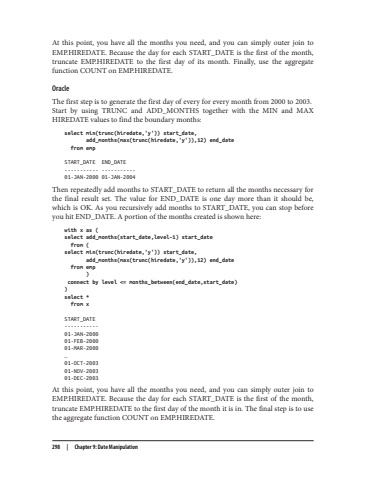 At this point, you have all the months you need, and you can simply outer join to
EMP.HIREDATE. Because the day for each START_DATE is the first of the month,
truncate EMP.HIREDATE to the first day of its month. Finally, use the aggregate
function COUNT on EMP.HIREDATE.
Oracle
The first step is to generate the first day of every for every month from 2000 to 2003.
Start by using TRUNC and ADD_MONTHS together with the MIN and MAX
HIREDATE values to find the boundary months:
select min(trunc(hiredate,'y')) start_date,
add_months(max(trunc(hiredate,'y')),12) end_date
from emp
START_DATE END_DATE
----------- -----------
01-JAN-2000 01-JAN-2004
Then repeatedly add months to START_DATE to return all the months necessary for
the final result set. The value for END_DATE is one day more than it should be,
which is OK. As you recursively add months to START_DATE, you can stop before
you hit END_DATE. A portion of the months created is shown here:
with x as (
select add_months(start_date,level-1) start_date
from (
select min(trunc(hiredate,'y')) start_date,
add_months(max(trunc(hiredate,'y')),12) end_date
from emp
)
connect by level <= months_between(end_date,start_date)
)
select *
from x
START_DATE
-----------
01-JAN-2000
01-FEB-2000
01-MAR-2000
…
01-OCT-2003
01-NOV-2003
01-DEC-2003
At this point, you have all the months you need, and you can simply outer join to
EMP.HIREDATE. Because the day for each START_DATE is the first of the month,
truncate EMP.HIREDATE to the first day of the month it is in. The final step is to use
the aggregate function COUNT on EMP.HIREDATE.
298 | Chapter 9: Date Manipulation